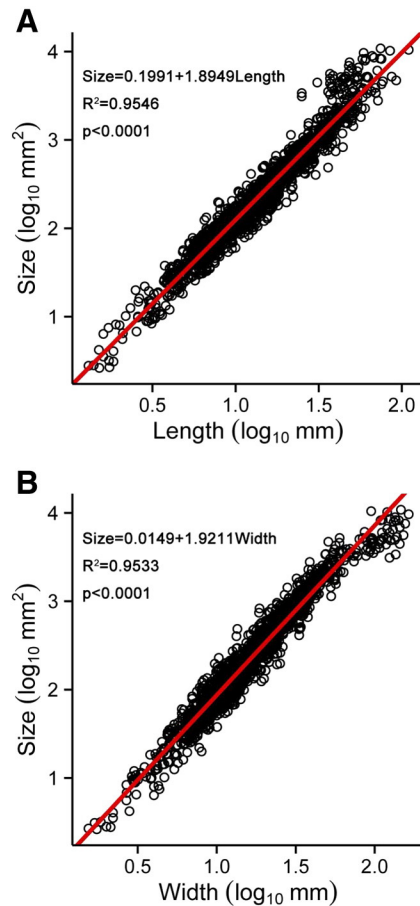 A
Size=0.1991+1.8949Length
R²=0.9546
p<0.0001
4
3
2
1
Size (log₁₀ mm²)
0.5 1.0 1.5 2.0
Length (log₁₀ mm)
B
Size=0.0149+1.9211Width
R²=0.9533
p<0.0001
4
3
2
1
Size (log₁₀ mm²)
0.5 1.0 1.5 2.0
Width (log₁₀ mm)